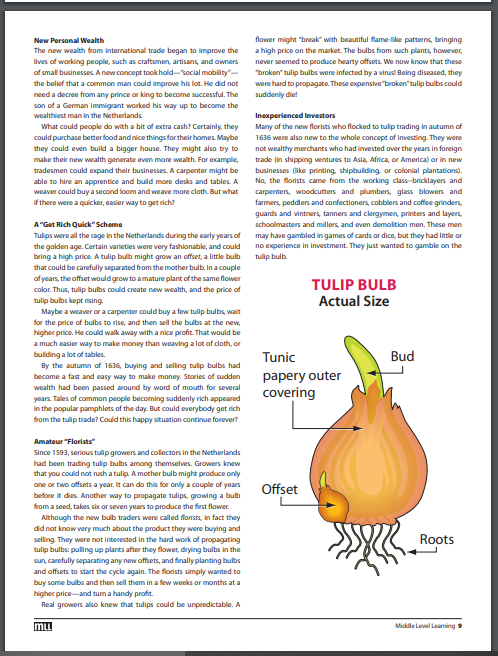 New Personal Wealth
The new wealth from international trade began to improve the
lives of working people, such as craftsmen, artisans, and owners
of small businesses. A new concept took hold—"social mobility"—
the belief that a common man could improve his lot. He did not
need a decree from any prince or king to become successful. The
son of a German immigrant worked his way up to become the
wealthiest man in the Netherlands.
What could people do with a bit of extra cash? Certainly, they
could purchase better food and nice things for their homes. Maybe
they could even build a bigger house. They might also try to
make their new wealth generate even more wealth. For example,
tradesmen could expand their businesses. A carpenter might be
able to hire an apprentice and build more desks and tables. A
weaver could buy a second loom and weave more cloth. But what
if there were a quicker, easier way to get rich?
A "Get Rich Quick" Scheme
Tulips were all the rage in the Netherlands during the early years of
the golden age. Certain varieties were very fashionable, and could
bring a high price. A tulip bulb might grow an offset, a little bulb
that could be carefully separated from the mother bulb. In a couple
of years, the offset would grow to a mature plant of the same flower
color. Thus, tulip bulbs could create new wealth, and the price of
tulip bulbs kept rising.
Maybe a weaver or a carpenter could buy a few tulip bulbs, wait
for the price of bulbs to rise, and then sell the bulbs at the new,
higher price. He could walk away with a nice profit. That would be
a much easier way to make money than weaving a lot of cloth, or
building a lot of tables.
By the autumn of 1636, buying and selling tulip bulbs had
become a fast and easy way to make money. Stories of sudden
wealth had been passed around by word of mouth for several
years. Tales of common people becoming suddenly rich appeared
in the popular pamphlets of the day. But could everybody get rich
from the tulip trade? Could this happy situation continue forever?
Amateur "Florists"
Since 1593, serious tulip growers and collectors in the Netherlands
had been trading tulip bulbs among themselves. Growers knew
that you could not rush a tulip. A mother bulb might produce only
one or two offsets a year. It can do this for only a couple of years
before it dies. Another way to propagate tulips, growing a bulb
from a seed, takes six or seven years to produce the first flower.
Although the new bulb traders were called florists, in fact they
did not know very much about the product they were buying and
selling. They were not interested in the hard work of propagating
tulip bulbs: pulling up plants after they flower, drying bulbs in the
sun, carefully separating any new offsets, and finally planting bulbs
and offsets to start the cycle again. The florists simply wanted to
buy some bulbs and then sell them in a few weeks or months at a
higher price—and turn a handy profit.
Real growers also knew that tulips could be unpredictable. A
flower might "break" with beautiful flame-like patterns, bringing
a high price on the market. The bulbs from such plants, however,
never seemed to produce hearty offsets. We now know that these
"broken" tulip bulbs were infected by a virus! Being diseased, they
were hard to propagate. These expensive "broken" tulip bulbs could
suddenly die!
Inexperienced Investors
Many of the new florists who flocked to tulip trading in autumn of
1636 were also new to the whole concept of investing. They were
not wealthy merchants who had invested over the years in foreign
trade (in shipping ventures to Asia, Africa, or America) or in new
businesses (like printing, shipbuilding, or colonial plantations).
No, the florists came from the working class--bricklayers and
carpenters, woodcutters and plumbers, glass blowers and
farmers, peddlers and confectioners, cobblers and coffee grinders,
guards and vintners, tanners and clergymen, printers and layers,
schoolmasters and millers, and even demolition men. These men
may have gambled in games of cards or dice, but they had little or
no experience in investment. They just wanted to gamble on the
tulip bulb.
TULIP BULB
Actual Size
Tunic
papery outer
covering
Bud
Offset
Roots
MLL
Middle Level Learning 9